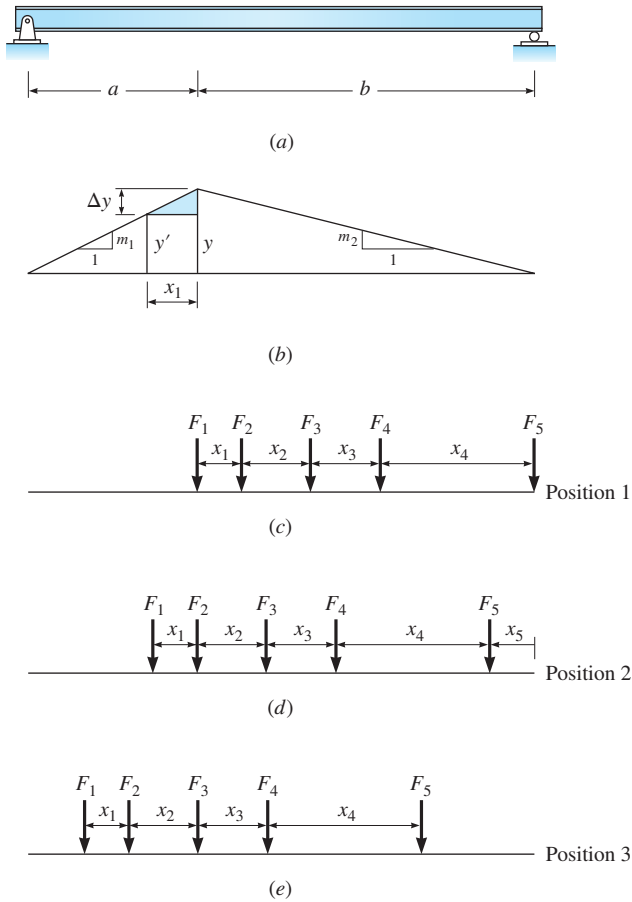 a b
(a)
Δy
m₁ y′ y m₂
1 1
x₁
(b)
F₁ F₂ F₃ F₄ F₅
x₁ x₂ x₃ x₄
Position 1
(c)
F₁ F₂ F₃ F₄ F₅
x₁ x₂ x₃ x₄ x₅
Position 2
(d)
F₁ F₂ F₃ F₄ F₅
x₁ x₂ x₃ x₄
Position 3
(e)